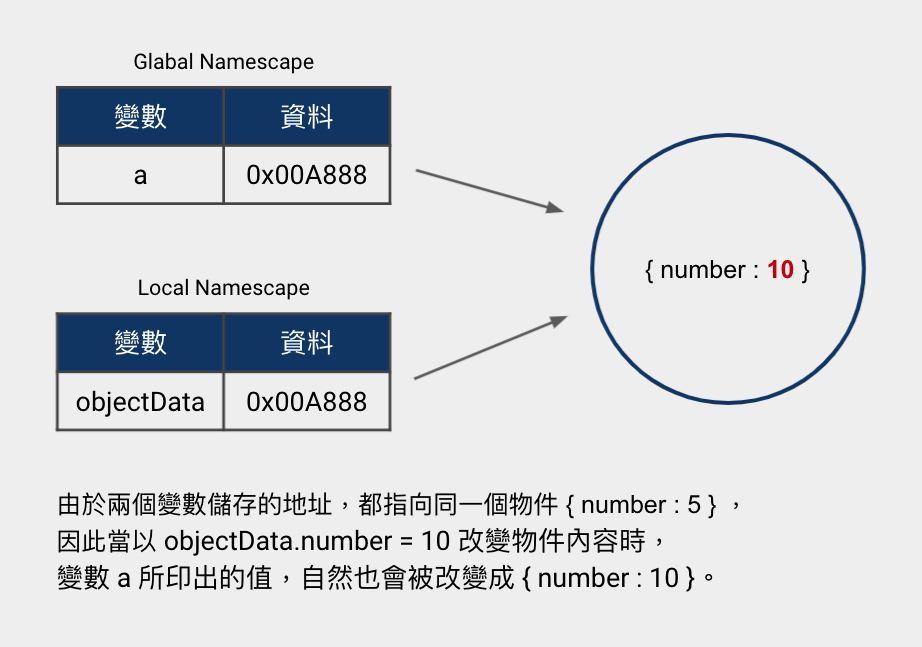 Glabal Namescape
變數 資料
a 0x00A888
{ number : 10 }
Local Namescape
變數 資料
objectData 0x00A888
由於兩個變數儲存的地址，都指向同一個物件 { number : 5 } ，
因此當以 objectData.number = 10 改變物件內容時，
變數 a 所印出的值，自然也會被改變成 { number : 10 }。